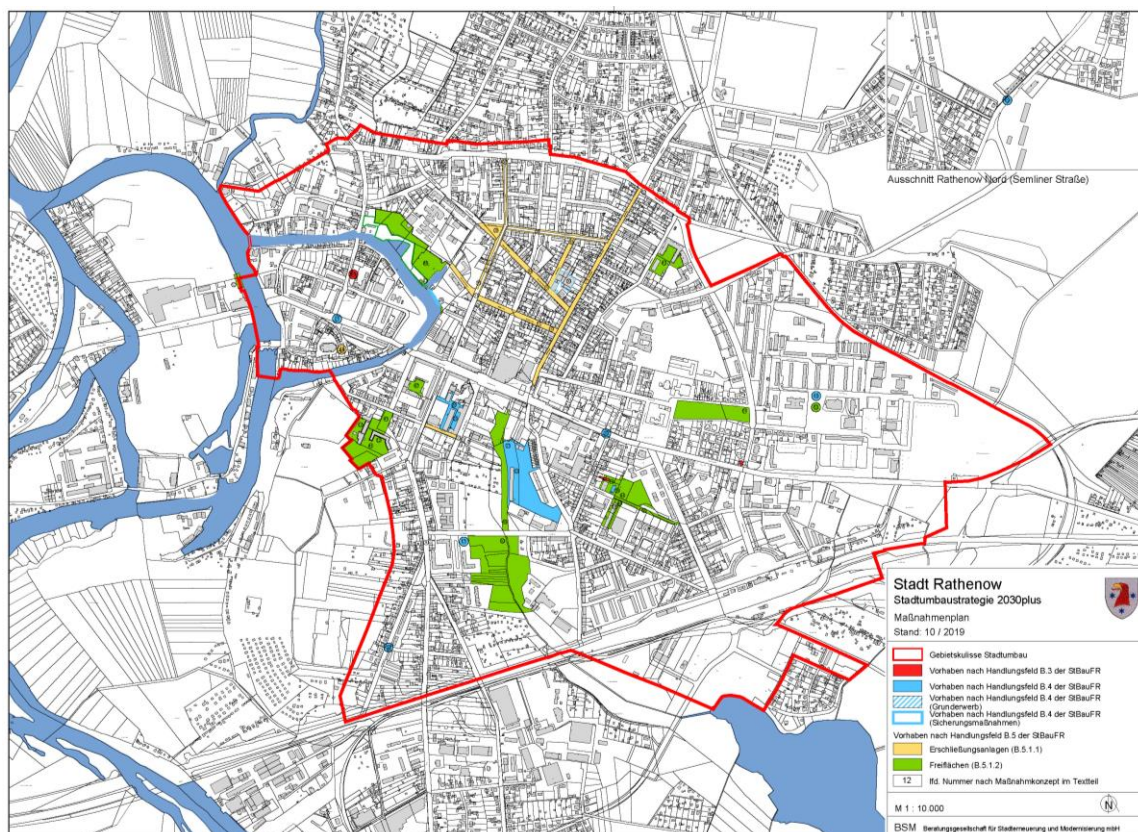 Ausschnitt Rathenow Nord (Semliner Straße)
Stadt Rathenow
Stadtumbaustrategie 2030plus
Maßnahmenplan
Stand: 10 / 2019
Gebietskulisse Stadtumbau
Vorhaben nach Handlungsfeld B.3 der StBauFR
Vorhaben nach Handlungsfeld B.4 der StBauFR
Vorhaben nach Handlungsfeld B.4 der StBauFR
(Grunderwerb)
Vorhaben nach Handlungsfeld B.4 der StBauFR
(Sicherungsmaßnahmen)
Vorhaben nach Handlungsfeld B.5 der StBauFR
Erschließungsanlagen (B.5.1.1)
Freiflächen (B.5.1.2)
12 lfd. Nummer nach Maßnahmkonzept im Textteil
M 1 : 10.000
N
BSM Beratungsgesellschaft für Stadterneuerung und Modernisierung mbH